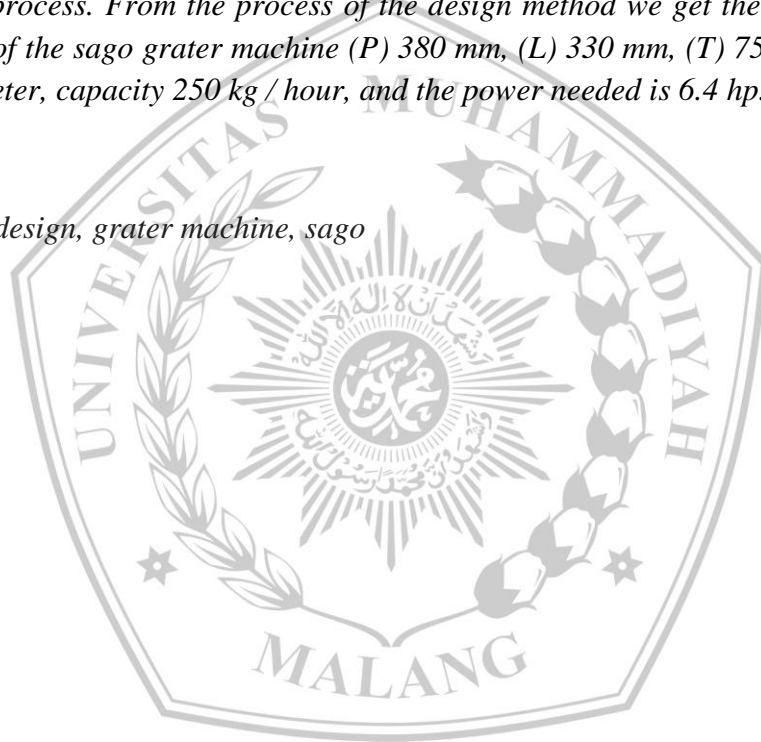 process. From the process of the design method we get the
of the sago grater machine (P) 380 mm, (L) 330 mm, (T) 75
eter, capacity 250 kg / hour, and the power needed is 6.4 hp.
design, grater machine, sago
UNIVERSITAS MUHAMMADIYAH
MALANG